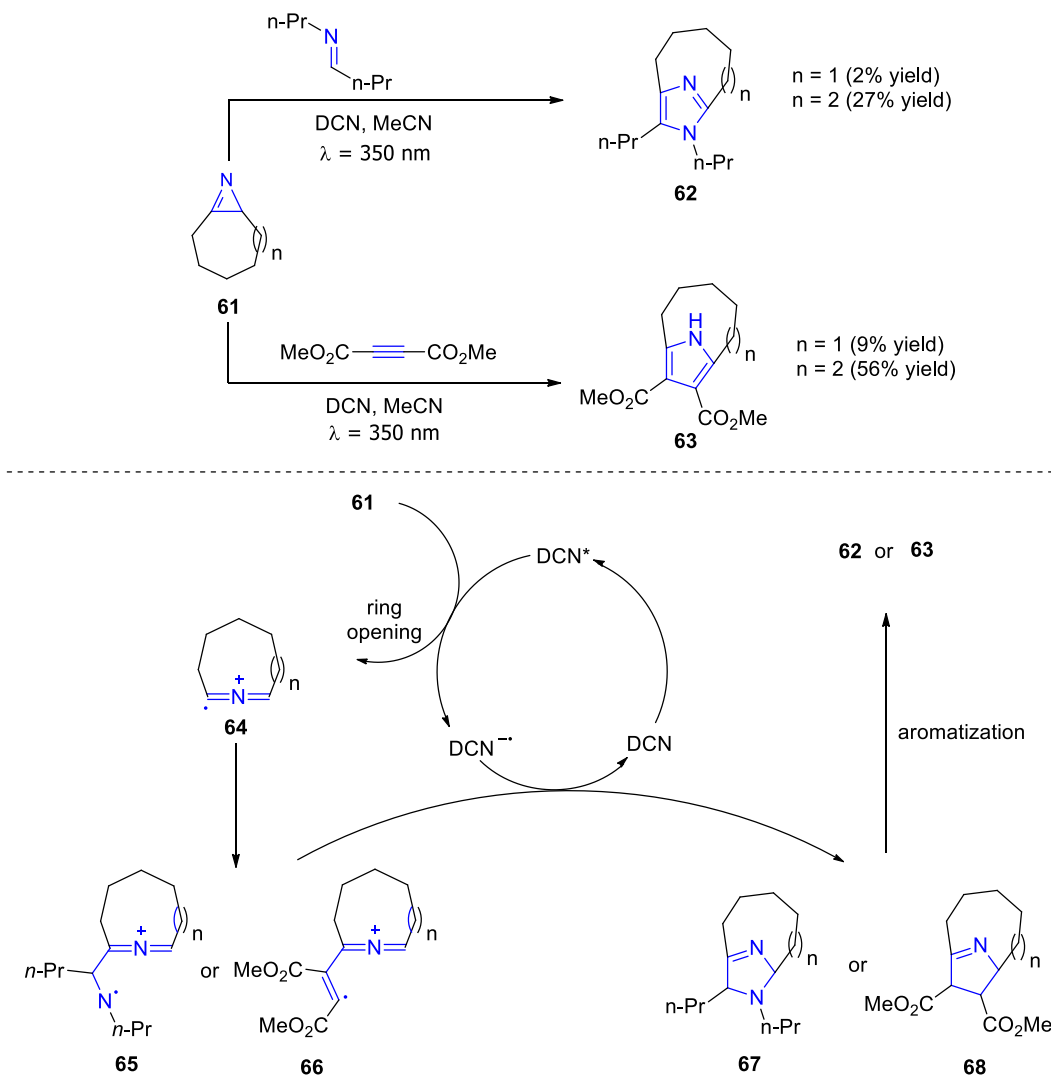 n-Pr
N
n-Pr
DCN, MeCN
λ = 350 nm
N
n
61
N
n
N
n-Pr
n-Pr
62
n = 1 (2% yield)
n = 2 (27% yield)
MeO2C
CO2Me
DCN, MeCN
λ = 350 nm
H
N
n
MeO2C
CO2Me
63
n = 1 (9% yield)
n = 2 (56% yield)
61
DCN*
ring
opening
DCN−•
DCN
+
N
n
•
64
62 or 63
aromatization
+
N
n
n-Pr
N•
n-Pr
65
or
+
N
n
MeO2C
•
MeO2C
66
N
n
N
n-Pr
n-Pr
67
or
N
n
MeO2C
CO2Me
68